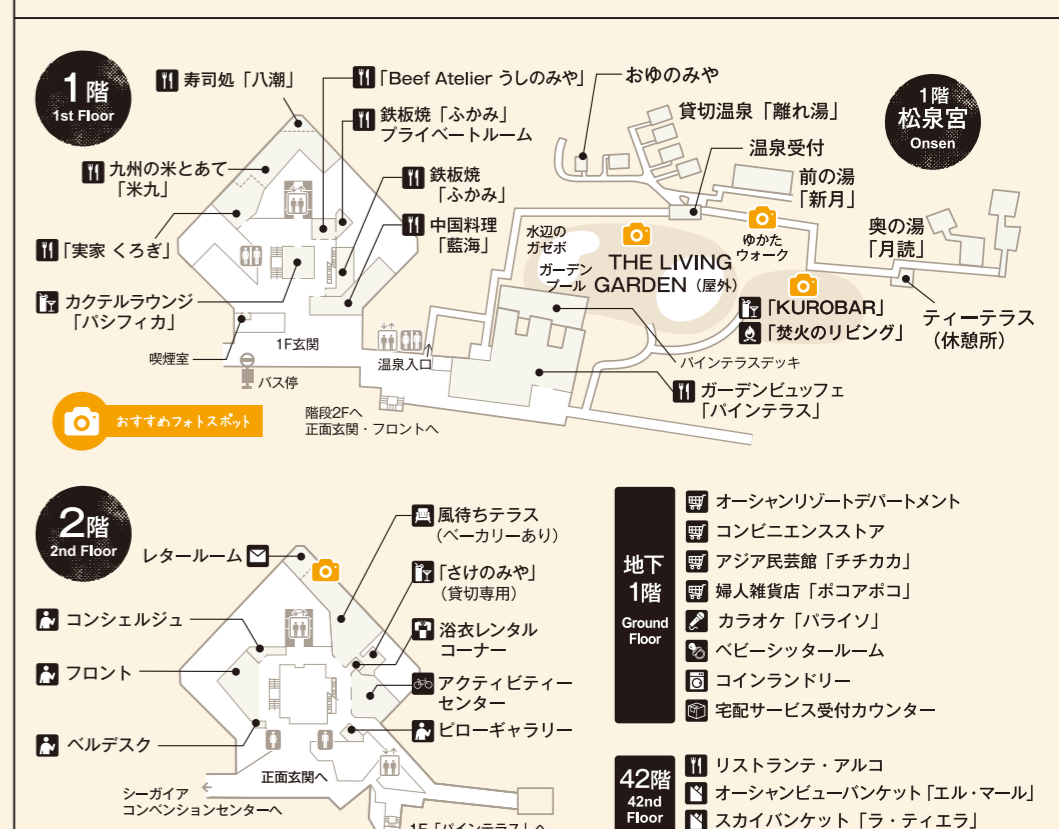 1階
1st Floor
寿司処「八潮」
「Beef Atelier うしのみや」
鉄板焼「ふかみ」
プライベートルーム
九州の米とあて
「米九」
鉄板焼
「ふかみ」
「実家 くろぎ」
中国料理
「藍海」
カクテルラウンジ
「パシフィカ」
喫煙室
1F玄関
バス停
温泉入口
階段2Fへ
正面玄関・フロントへ
おすすめフォトスポット
おゆのみや
貸切温泉「離れ湯」
温泉受付
前の湯
「新月」
1階
松泉宮
Onsen
奥の湯
「月読」
水辺の
ガゼボ
ガーデン
プール
THE LIVING
GARDEN（屋外）
ゆかた
ウォーク
「KUROBAR」
「焚火のリビング」
ティーテラス
（休憩所）
パインテラスデッキ
ガーデンビュッフェ
「パインテラス」
2階
2nd Floor
レタールーム
風待ちテラス
（ベーカリーあり）
「さけのみや」
（貸切専用）
コンシェルジュ
浴衣レンタル
コーナー
フロント
アクティビティー
センター
ベルデスク
ピローギャラリー
正面玄関へ
シーガイア
コンベンションセンターへ
1F「パインテラス」へ
地下
1階
Ground
Floor
オーシャンリゾートデパートメント
コンビニエンスストア
アジア民芸館「チチカカ」
婦人雑貨店「ポコアポコ」
カラオケ「パライソ」
ベビーシッタールーム
コインランドリー
宅配サービス受付カウンター
42階
42nd
Floor
リストランテ・アルコ
オーシャンビューバンケット「エル・マール」
スカイバンケット「ラ・ティエラ」